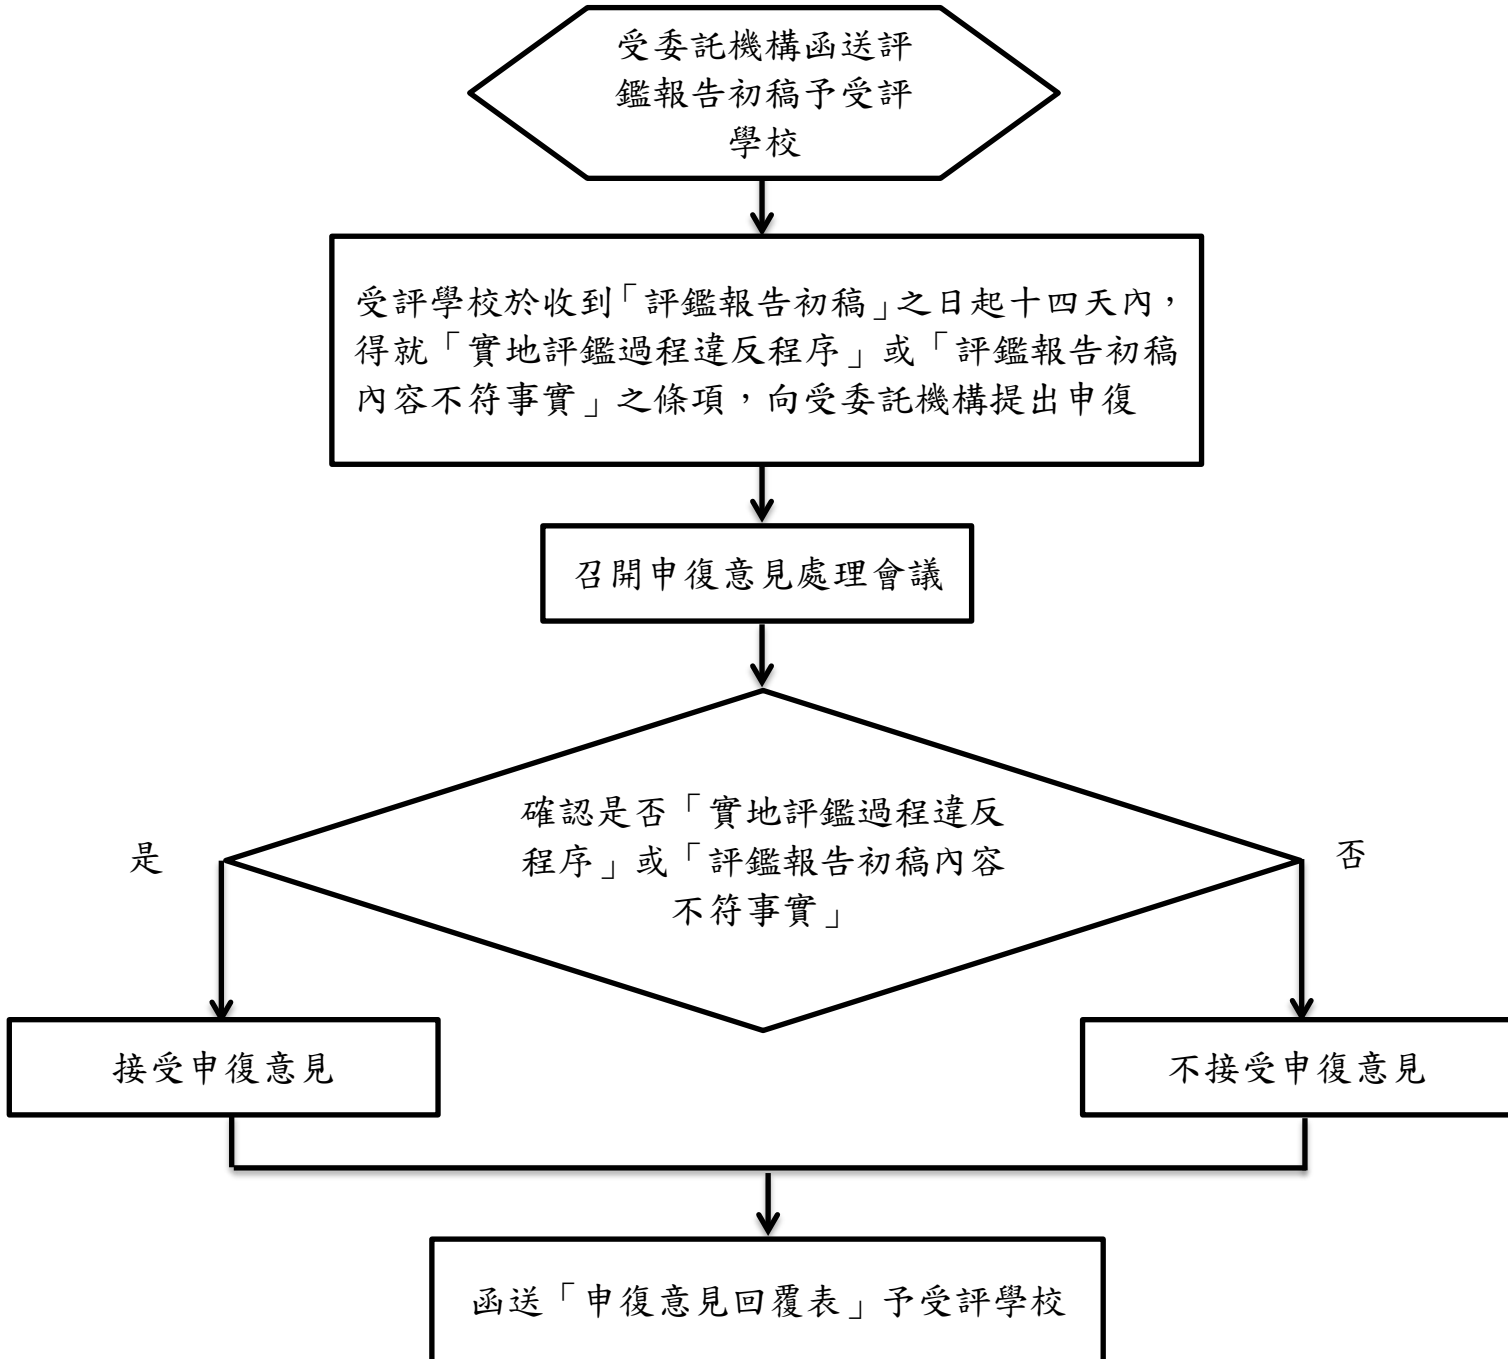 受委託機構函送評
鑑報告初稿予受評
學校
受評學校於收到「評鑑報告初稿」之日起十四天內，
得就「實地評鑑過程違反程序」或「評鑑報告初稿
內容不符事實」之條項，向受委託機構提出申復
召開申復意見處理會議
確認是否「實地評鑑過程違反
程序」或「評鑑報告初稿內容
不符事實」
是
否
接受申復意見
不接受申復意見
函送「申復意見回覆表」予受評學校